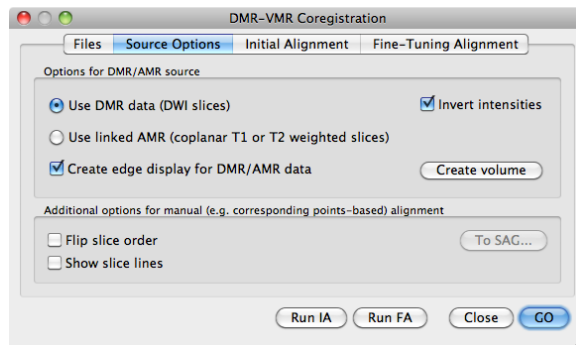 DMR-VMR Coregistration
Files Source Options Initial Alignment Fine-Tuning Alignment
Options for DMR/AMR source
Use DMR data (DWI slices) Invert intensities
Use linked AMR (coplanar T1 or T2 weighted slices)
Create edge display for DMR/AMR data Create volume
Additional options for manual (e.g. corresponding points-based) alignment
Flip slice order To SAG...
Show slice lines
Run IA Run FA Close GO